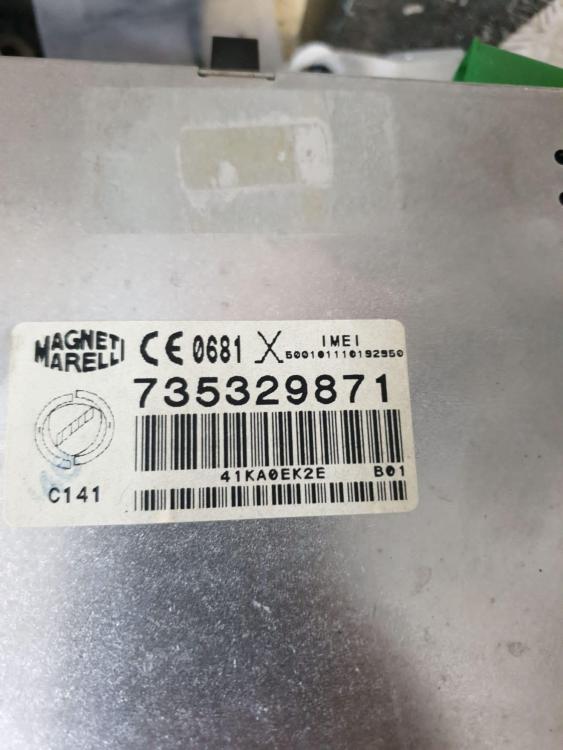 MAGNETI
MARELLI
CE 0681 X
IMEI
500101110192950
735329871
41KA0EK2E B01
C141